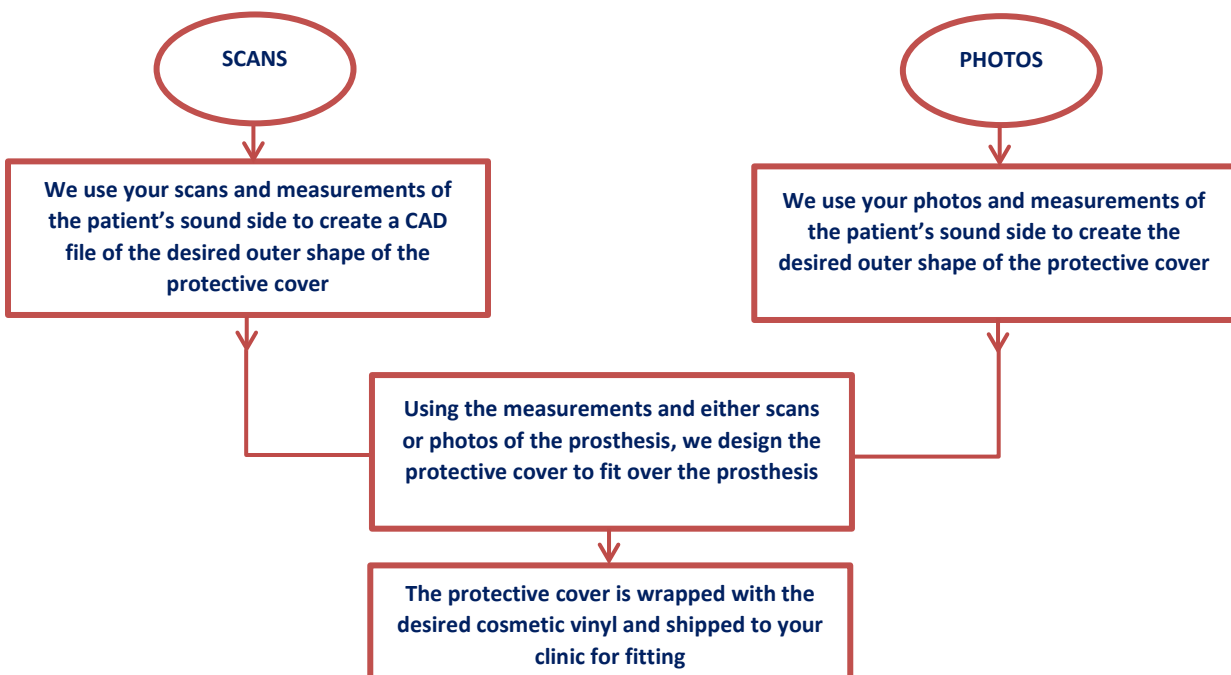 SCANS
PHOTOS
We use your scans and measurements of
the patient’s sound side to create a CAD
file of the desired outer shape of the
protective cover
We use your photos and measurements of
the patient’s sound side to create the
desired outer shape of the protective cover
Using the measurements and either scans
or photos of the prosthesis, we design the
protective cover to fit over the prosthesis
The protective cover is wrapped with the
desired cosmetic vinyl and shipped to your
clinic for fitting